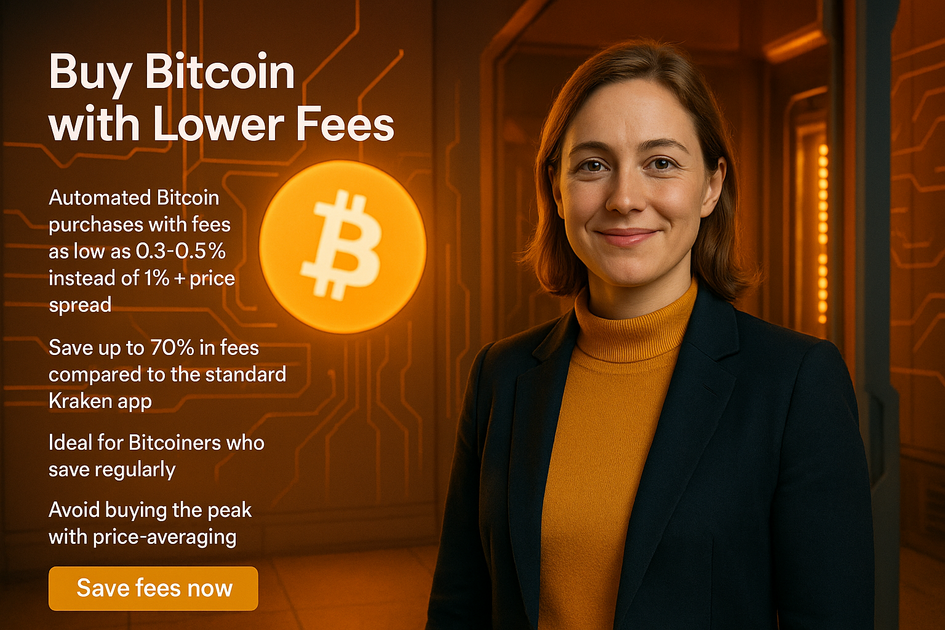 Buy Bitcoin
with Lower Fees
Automated Bitcoin
purchases with fees
as low as 0.3-0.5%
instead of 1% + price
spread
Save up to 70% in fees
compared to the standard
Kraken app
Ideal for Bitcoiners who
save regularly
Avoid buying the peak
with price-averaging
Save fees now